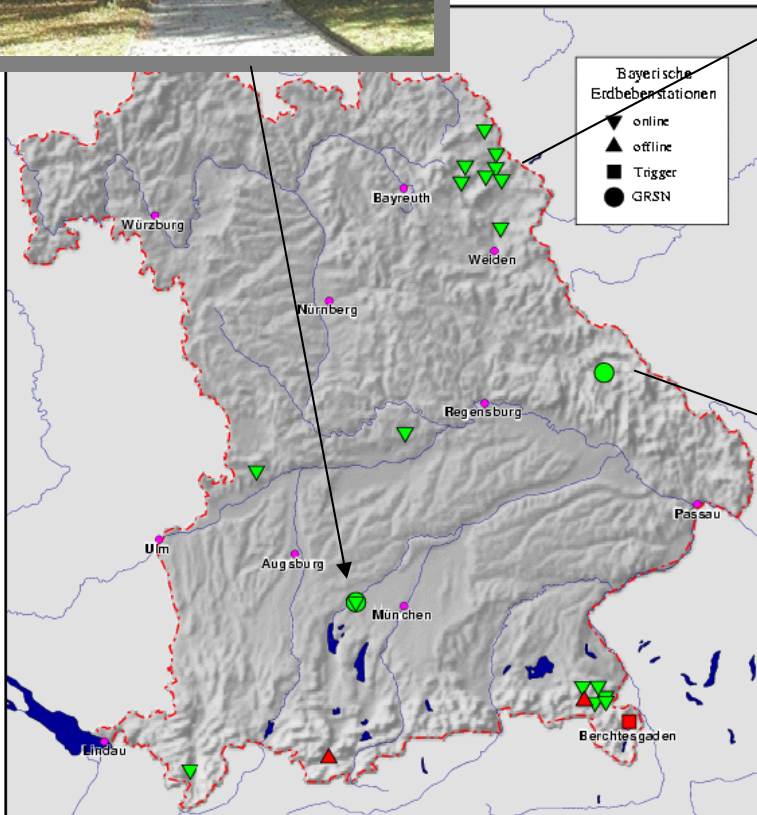 Bayerische
Erdbebenstationen
online
offline
Trigger
GRSN
Bayreuth
Würzburg
Weiden
Nürnberg
Regensburg
Passau
Ulm
Augsburg
München
Berchtesgaden
Lindau